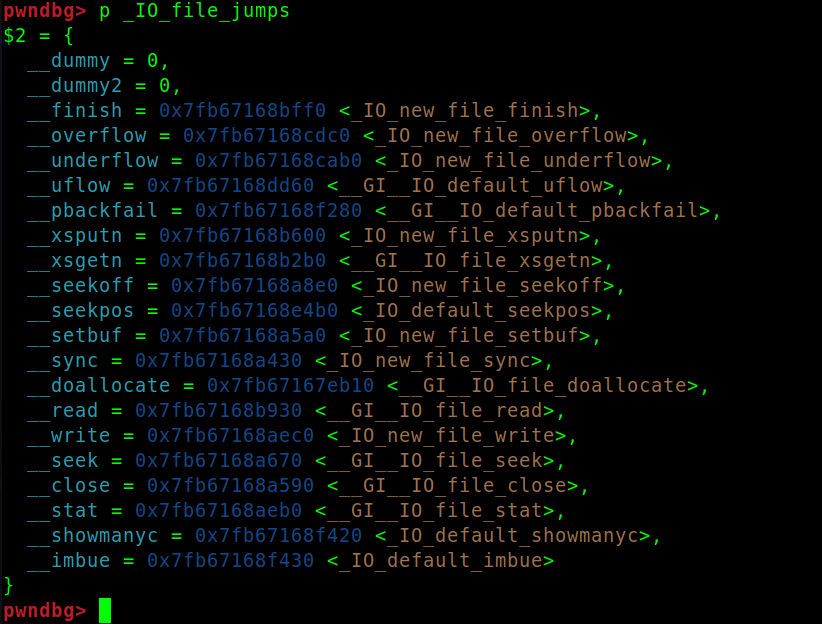 pwndbg> p _IO_file_jumps
$2 = {
  __dummy = 0,
  __dummy2 = 0,
  __finish = 0x7fb67168bff0 <_IO_new_file_finish>,
  __overflow = 0x7fb67168cdc0 <_IO_new_file_overflow>,
  __underflow = 0x7fb67168cab0 <_IO_new_file_underflow>,
  __uflow = 0x7fb67168dd60 <__GI__IO_default_uflow>,
  __pbackfail = 0x7fb67168f280 <__GI__IO_default_pbackfail>,
  __xsputn = 0x7fb67168b600 <_IO_new_file_xsputn>,
  __xsgetn = 0x7fb67168b2b0 <__GI__IO_file_xsgetn>,
  __seekoff = 0x7fb67168a8e0 <_IO_new_file_seekoff>,
  __seekpos = 0x7fb67168e4b0 <_IO_default_seekpos>,
  __setbuf = 0x7fb67168a5a0 <_IO_new_file_setbuf>,
  __sync = 0x7fb67168a430 <_IO_new_file_sync>,
  __doallocate = 0x7fb67167eb10 <__GI__IO_file_doallocate>,
  __read = 0x7fb67168b930 <__GI__IO_file_read>,
  __write = 0x7fb67168aec0 <_IO_new_file_write>,
  __seek = 0x7fb67168a670 <__GI__IO_file_seek>,
  __close = 0x7fb67168a590 <__GI__IO_file_close>,
  __stat = 0x7fb67168aeb0 <__GI__IO_file_stat>,
  __showmanyc = 0x7fb67168f420 <_IO_default_showmanyc>,
  __imbue = 0x7fb67168f430 <_IO_default_imbue>
}
pwndbg>